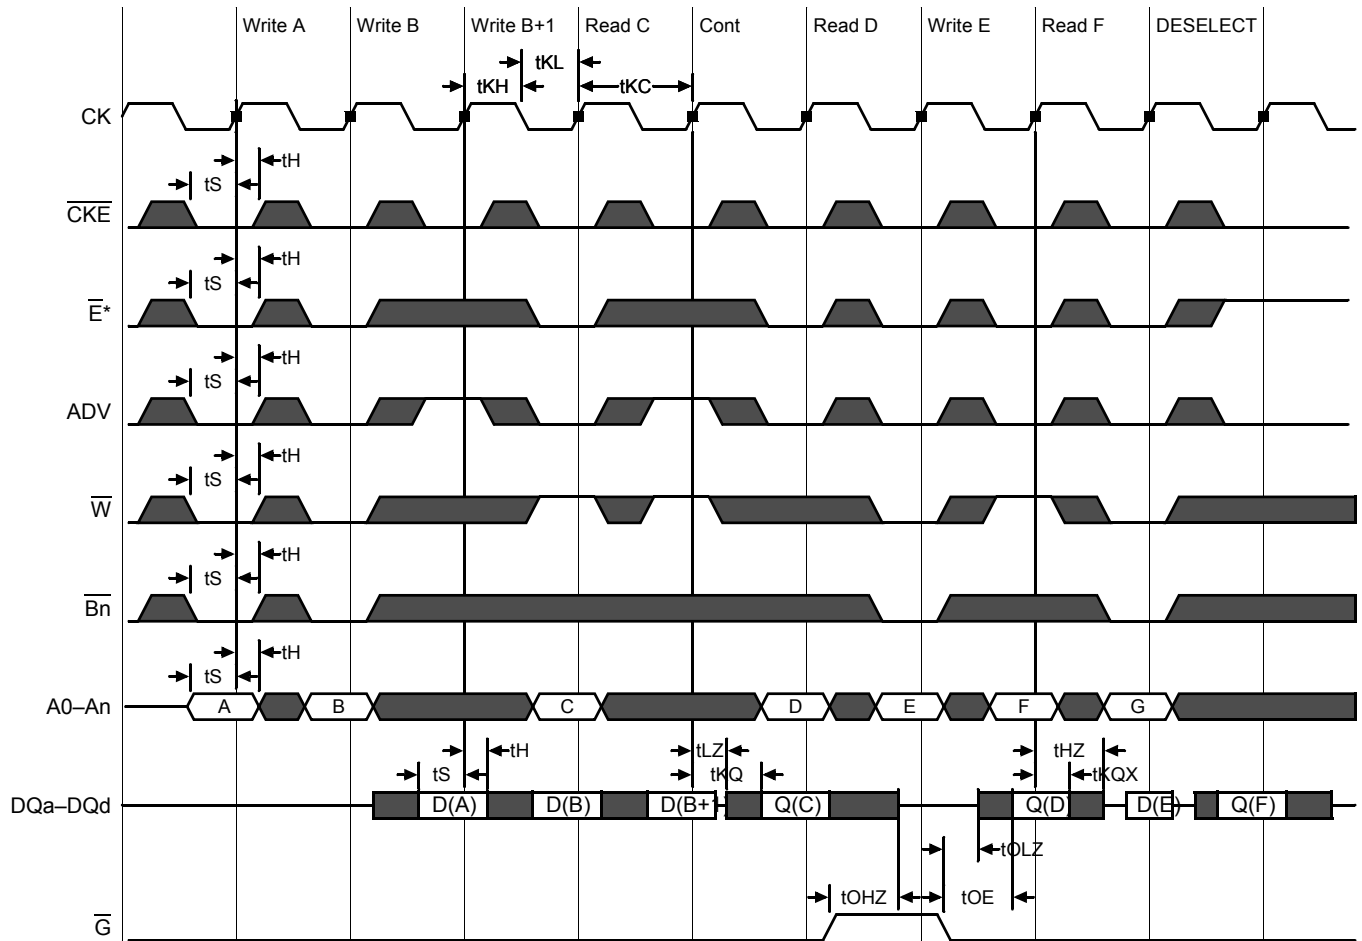 Write A Write B Write B+1 Read C Cont Read D Write E Read F DESELECT
tKL
tKH tKC
CK
tH
tS
CKE
tH
tS
E*
tH
tS
ADV
tH
tS
W
tH
tS
Bn
tH
tS
A0–An A B C D E F G
tH tLZ tHZ
tS tKQ tKQX
DQa–DQd D(A) D(B) D(B+1) Q(C) Q(D) D(E) Q(F)
tOLZ
tOHZ tOE
G